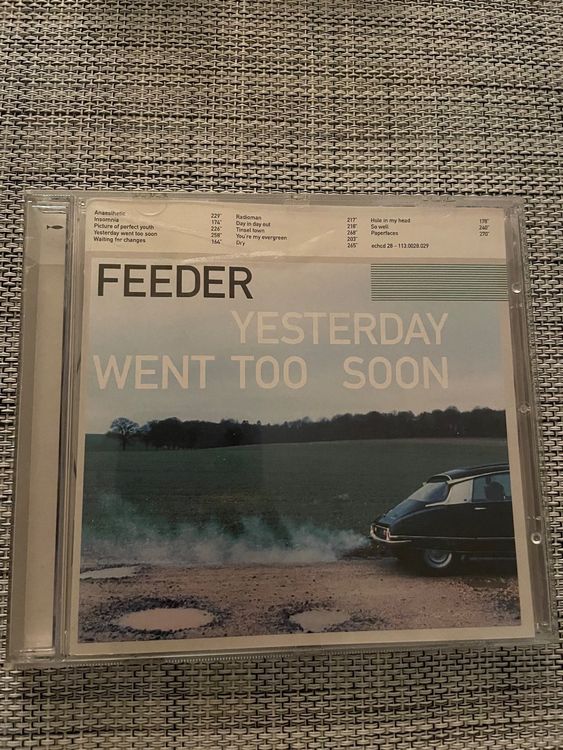 Anaesthetic 229"
Insomnia 174"
Picture of perfect youth 226"
Yesterday went too soon 258"
Waiting for changes 164"
Radioman 217"
Day in day out 218"
Tinsel town 268"
You're my evergreen 203"
Dry 265"
Hole in my head 178"
So well 240"
Paperfaces 270"
echcd 28 – 113.0028.029
FEEDER
YESTERDAY
WENT TOO SOON